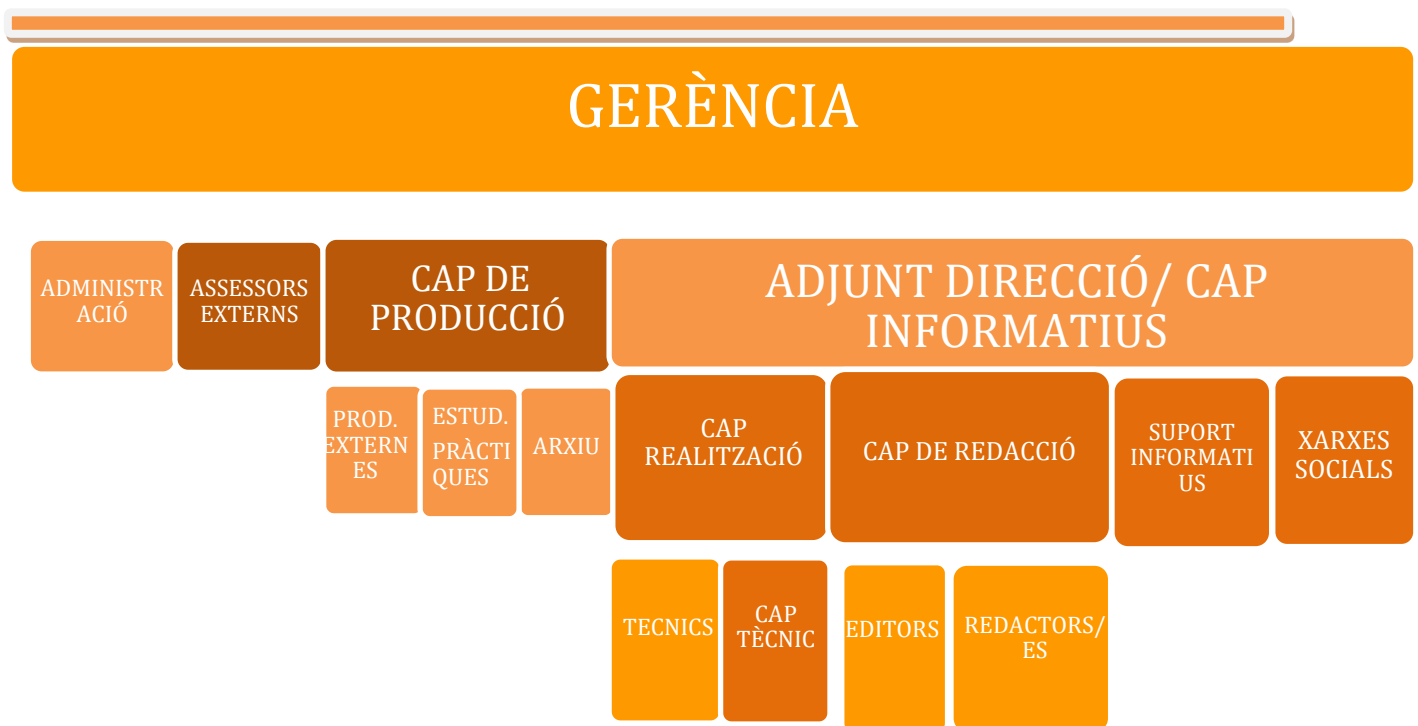 GERÈNCIA
ADMINISTR
ACIÓ
ASSESSORS
EXTERNS
CAP DE
PRODUCCIÓ
ADJUNT DIRECCIÓ/ CAP
INFORMATIUS
PROD.
EXTERN
ES
ESTUD.
PRÀCTI
QUES
ARXIU
CAP
REALITZACIÓ
CAP DE REDACCIÓ
SUPORT
INFORMATI
US
XARXES
SOCIALS
TECNICS
CAP
TÈCNIC
EDITORS
REDACTORS/
ES